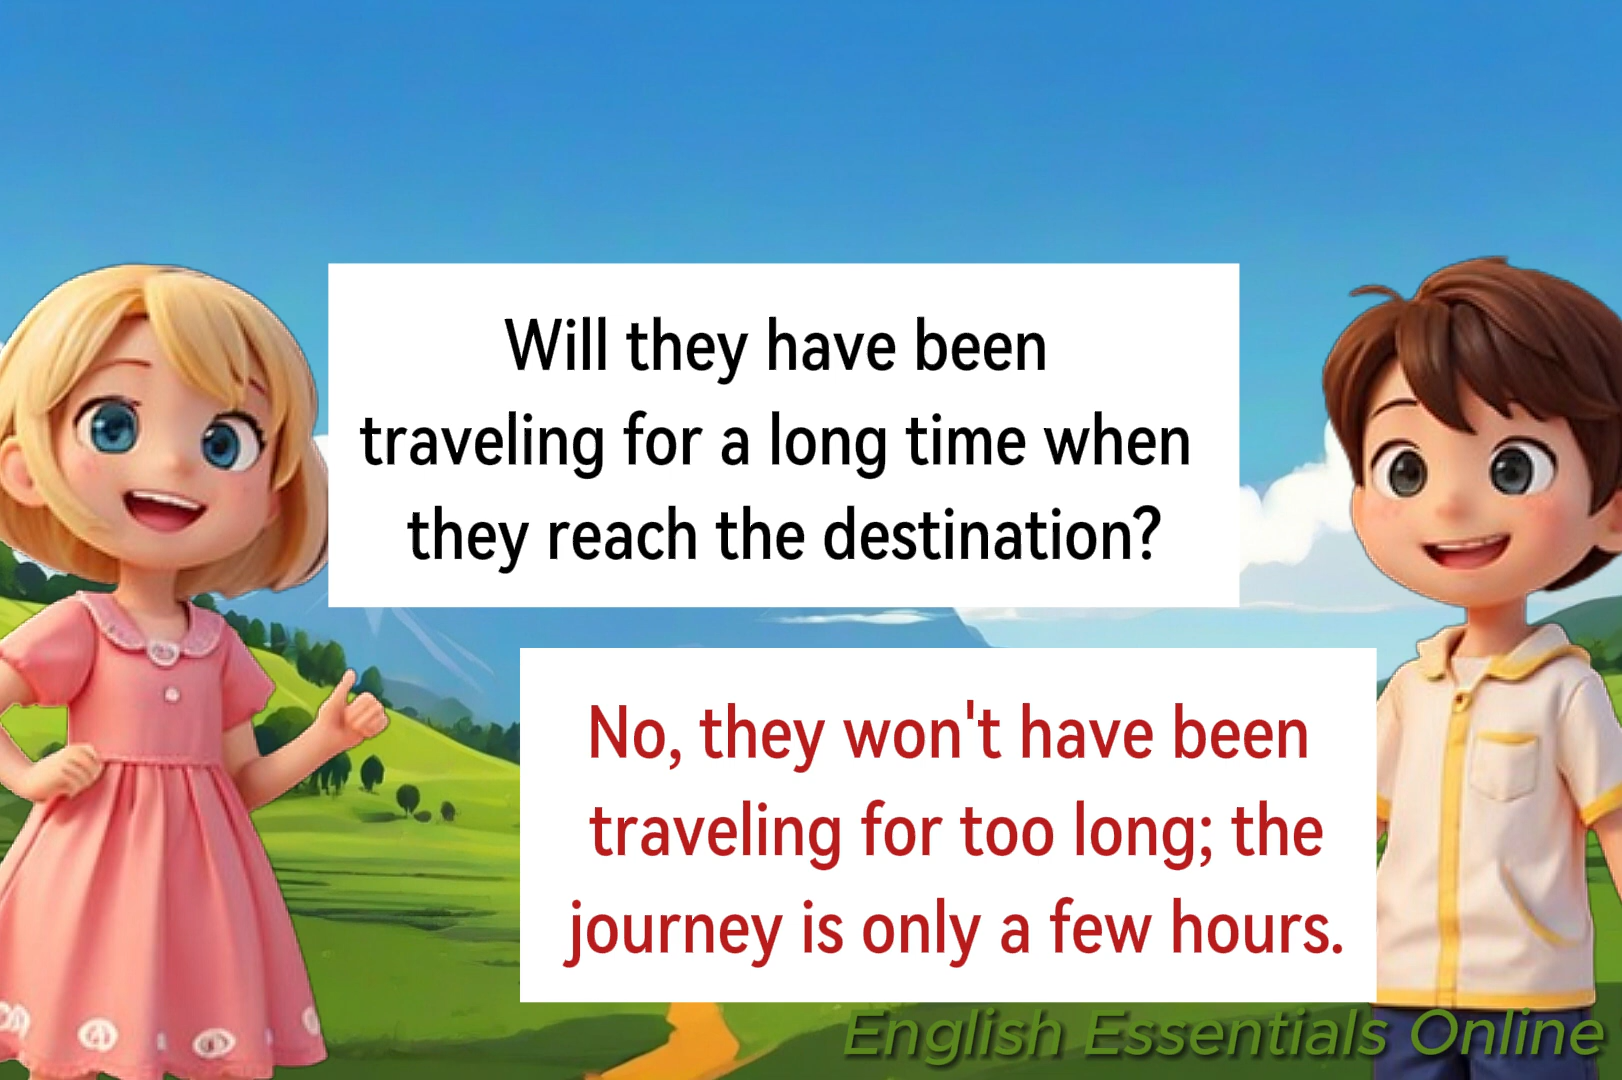 Will they have been
traveling for a long time when
they reach the destination?
No, they won't have been
traveling for too long; the
journey is only a few hours.
English Essentials Online